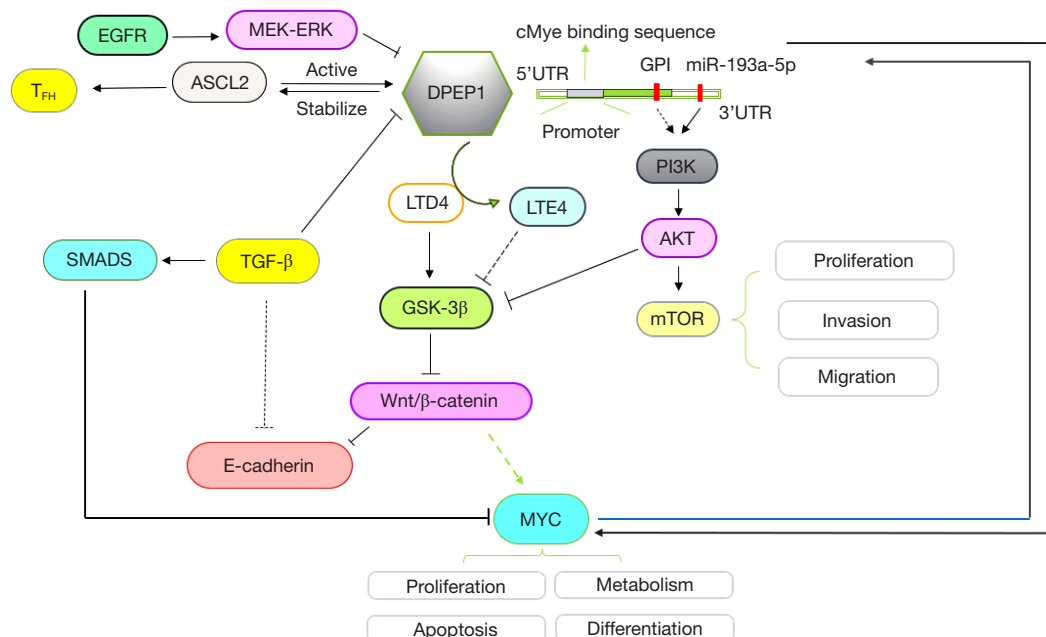 EGFR
MEK-ERK
cMye binding sequence
5'UTR
GPI
miR-193a-5p
T_FH
ASCL2
Active
Stabilize
DPEP1
3'UTR
Promoter
PI3K
LTD4
LTE4
AKT
SMADS
TGF-β
GSK-3β
mTOR
Proliferation
Invasion
Migration
Wnt/β-catenin
E-cadherin
MYC
Proliferation
Metabolism
Apoptosis
Differentiation